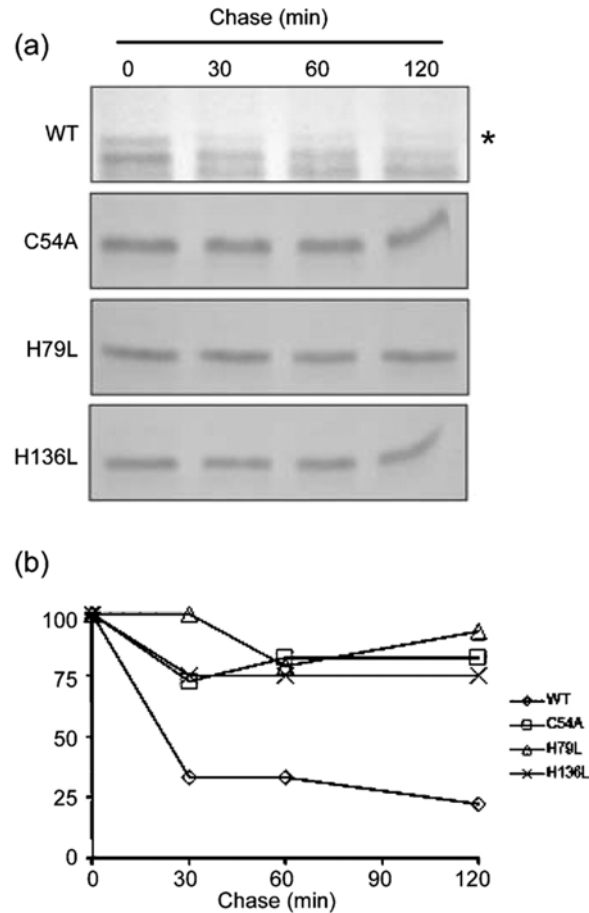 Chase (min)
(a)
0 30 60 120
WT *
C54A
H79L
H136L
(b)
100
75
50
25
0
0 30 60 90 120
Chase (min)
WT
C54A
H79L
H136L